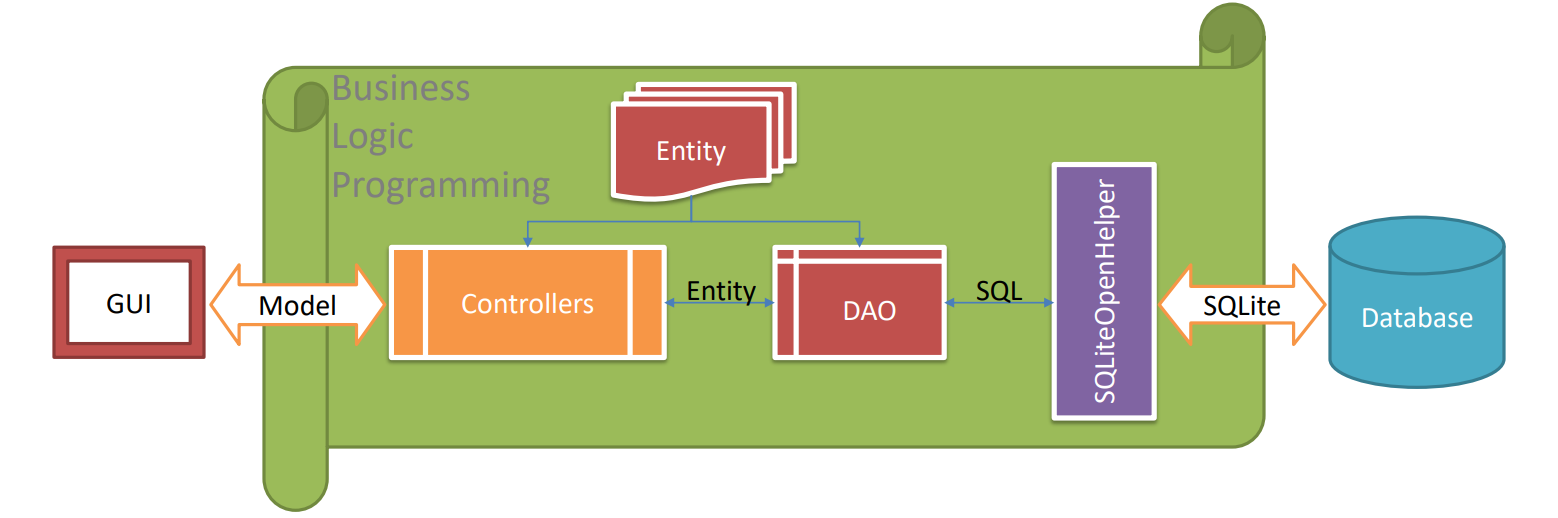 Business
Logic
Programming
Entity
GUI
Model
Controllers
Entity
DAO
SQL
SQLiteOpenHelper
SQLite
Database